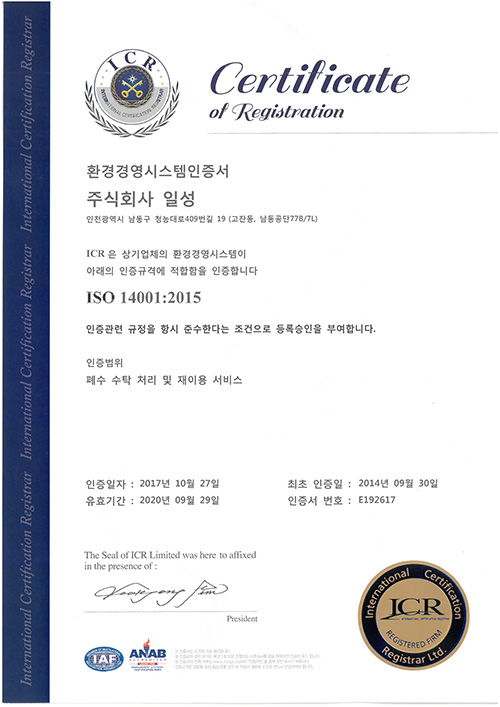 ICR
INTERNATIONAL CERTIFICATION REGISTRAR
Certificate
of Registration
환경경영시스템인증서
주식회사 일성
인천광역시 남동구 청능대로409번길 19 (고잔동, 남동공단77B/7L)
ICR 은 상기업체의 환경경영시스템이
아래의 인증규격에 적합함을 인증합니다
ISO 14001:2015
인증관련 규정을 항시 준수한다는 조건으로 등록승인을 부여합니다.
인증범위
폐수 수탁 처리 및 재이용 서비스
인증일자 : 2017년 10월 27일
최초 인증일 : 2014년 09월 30일
유효기간 : 2020년 09월 29일
인증서 번호 : E192617
The Seal of ICR Limited was here to affixed
in the presence of :
President
IAF
ANAB
ACCREDITED
International Certification
ICR
REGISTERED FIRM
Registrar Ltd.
International Certification Registrar
International Certification Registrar
International Certification Registrar